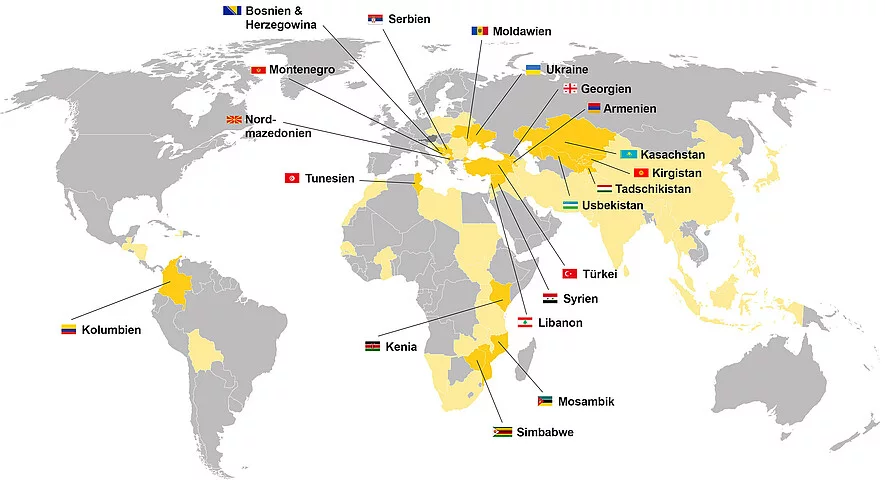 Bosnien &
Herzegowina
Serbien
Moldawien
Montenegro
Ukraine
Georgien
Armenien
Nord-
mazedonien
Kasachstan
Kirgistan
Tunesien
Tadschikistan
Usbekistan
Türkei
Syrien
Libanon
Kolumbien
Kenia
Mosambik
Simbabwe